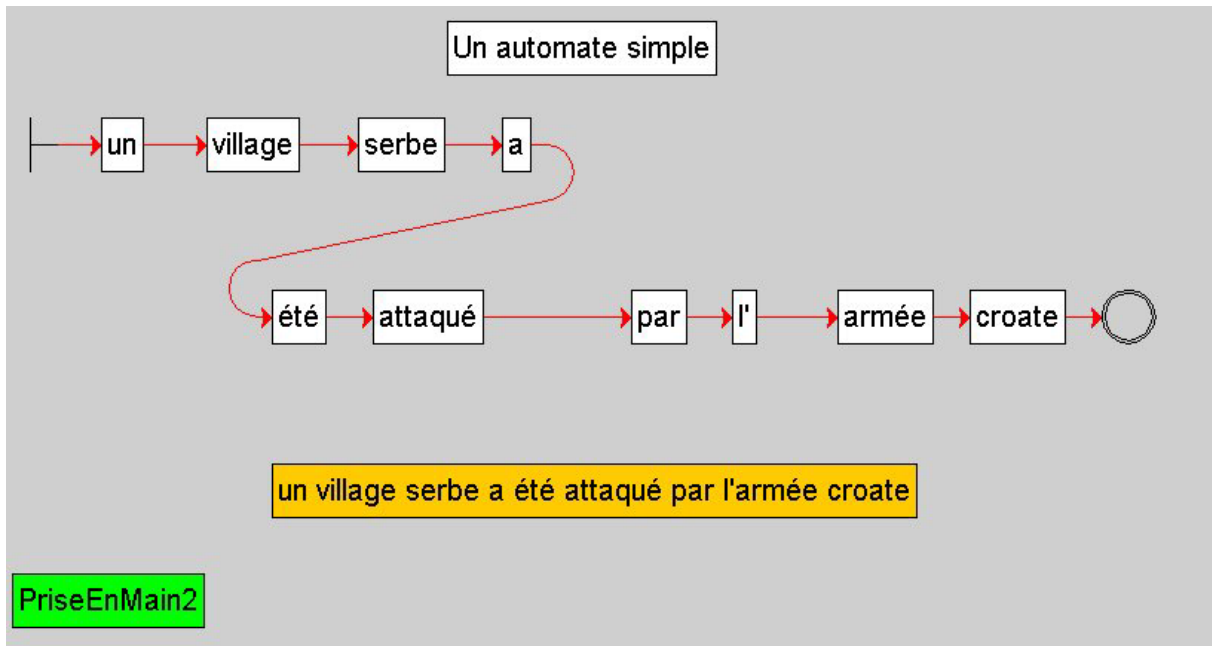 Un automate simple
un village serbe a
été attaqué par l' armée croate
un village serbe a été attaqué par l'armée croate
PriseEnMain2